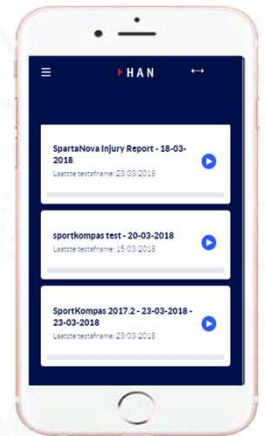 HAN
SpartaNova Injury Report - 18-03-
2018
Laatste testafname: 23/03/2018
sportkompas test - 20-03-2018
Laatste testafname: 15/03/2018
SportKompas 2017.2 - 23-03-2018 -
23-03-2018
Laatste testafname: 23/03/2018